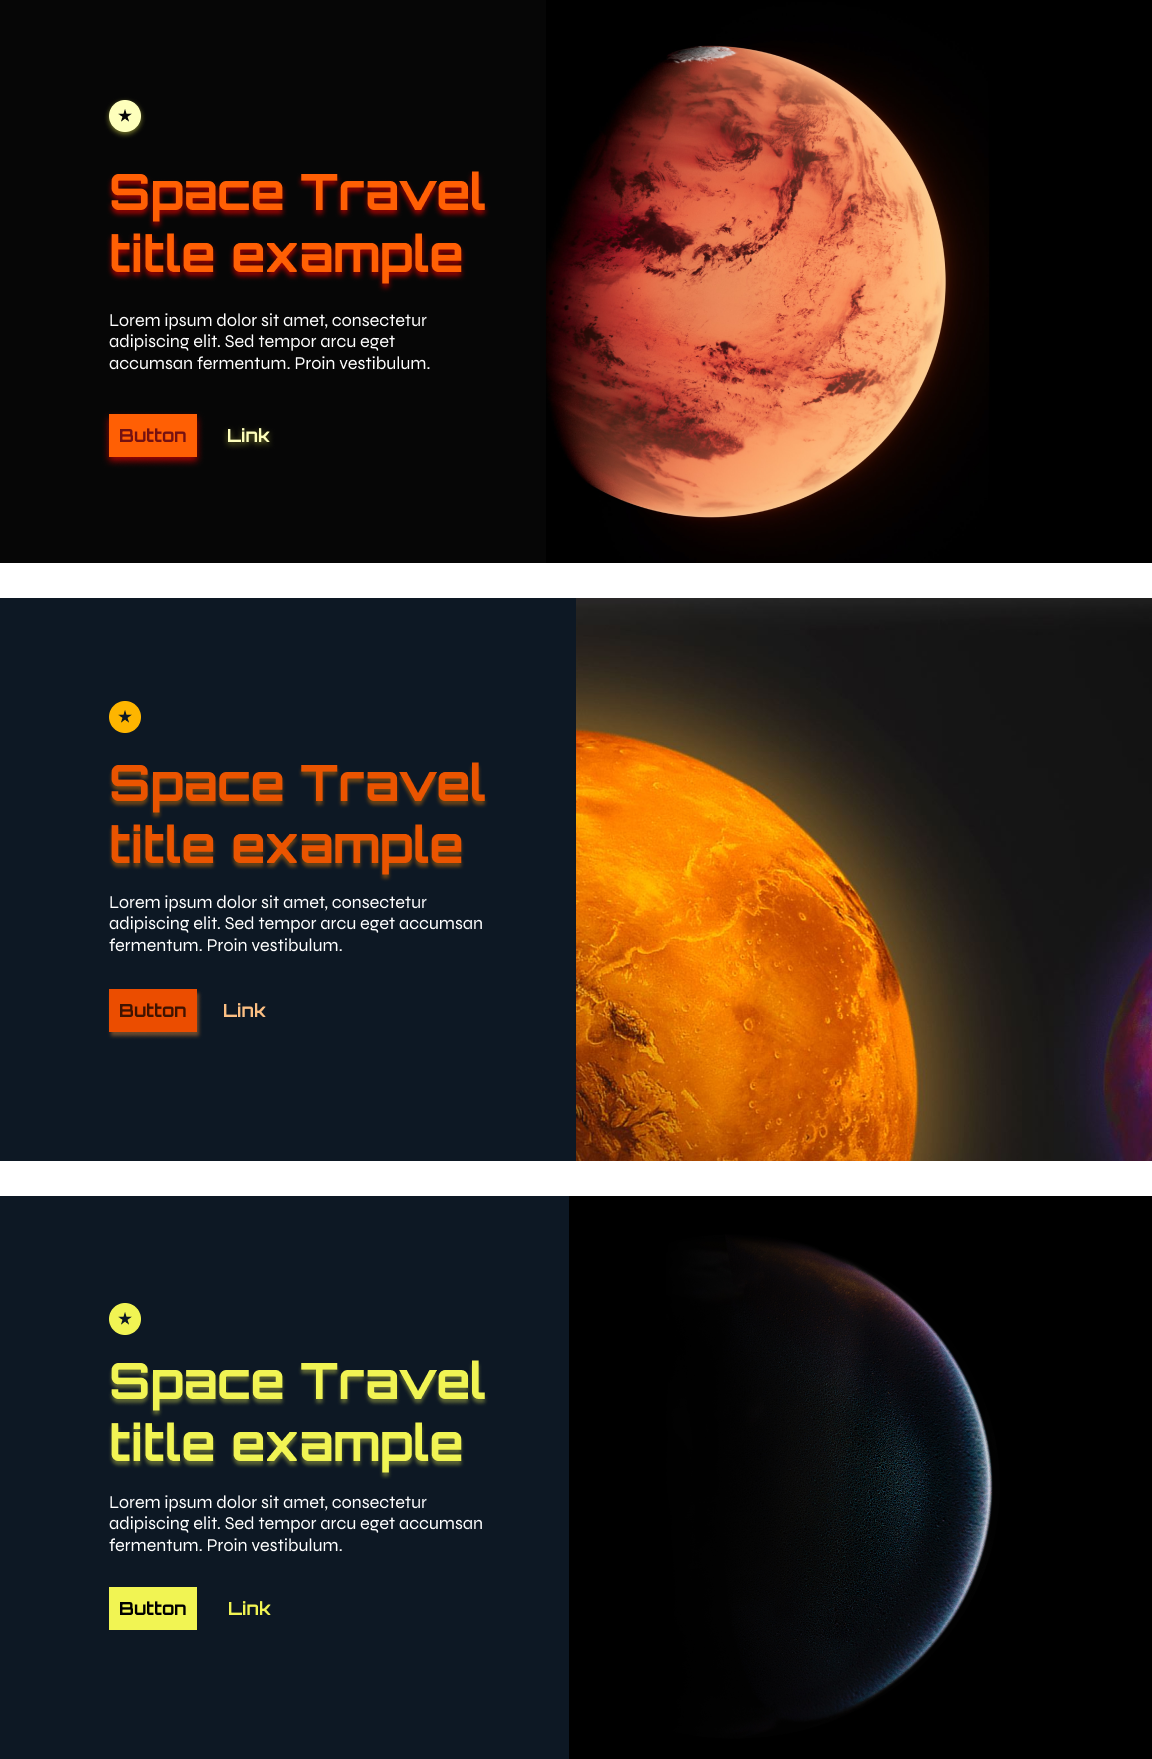 Space Travel
title example
Lorem ipsum dolor sit amet, consectetur
adipiscing elit. Sed tempor arcu eget
accumsan fermentum. Proin vestibulum.
Button Link
Space Travel
title example
Lorem ipsum dolor sit amet, consectetur
adipiscing elit. Sed tempor arcu eget accumsan
fermentum. Proin vestibulum.
Button Link
Space Travel
title example
Lorem ipsum dolor sit amet, consectetur
adipiscing elit. Sed tempor arcu eget accumsan
fermentum. Proin vestibulum.
Button Link